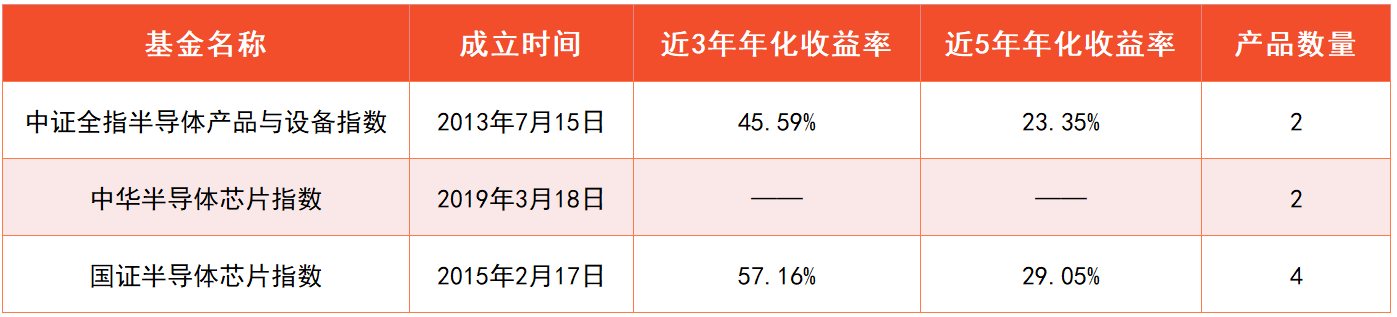 基金名称 成立时间 近3年年化收益率 近5年年化收益率 产品数量
中证全指半导体产品与设备指数 2013年7月15日 45.59% 23.35% 2
中华半导体芯片指数 2019年3月18日 —— —— 2
国证半导体芯片指数 2015年2月17日 57.16% 29.05% 4